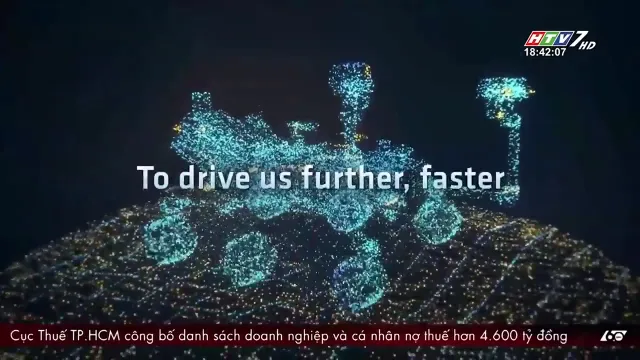 HTV7 HD
18:42:07
To drive us further, faster
Cục Thuế TP.HCM công bố danh sách doanh nghiệp và cá nhân nợ thuế hơn 4.600 tỷ đồng